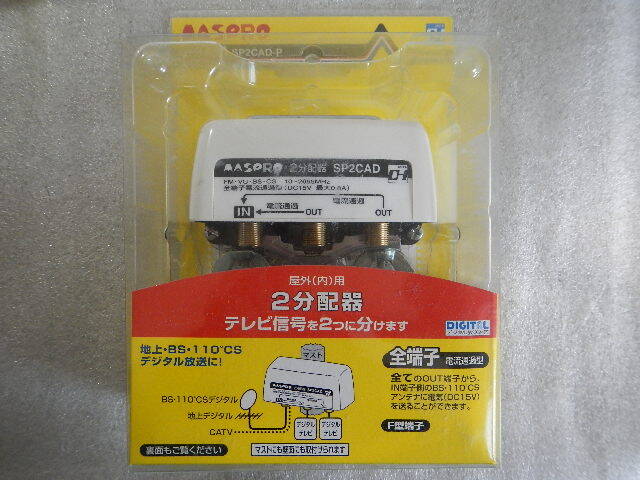 MASPRO
SP2CAD-P
MASPRO 2分配器 SP2CAD
FM・VU・BS・CS 10~2655MHz
全端子電流通過型(DC15V 最大0.5A)
電流通過
電流通過
IN
OUT
OUT
屋外(内)用
2分配器
テレビ信号を2つに分けます
DIGITAL
地上・BS・110°CS
デジタル放送に!
マスト
全端子 電流通過型
全てのOUT端子から、
IN端子側のBS・110°CS
アンテナに電気(DC15V)
を送ることができます。
BS・110°CSデジタル
地上デジタル
CATV
デジタル
テレビ
デジタル
テレビ
F型端子
裏面もご覧ください
マストにも壁面にも取付けられます